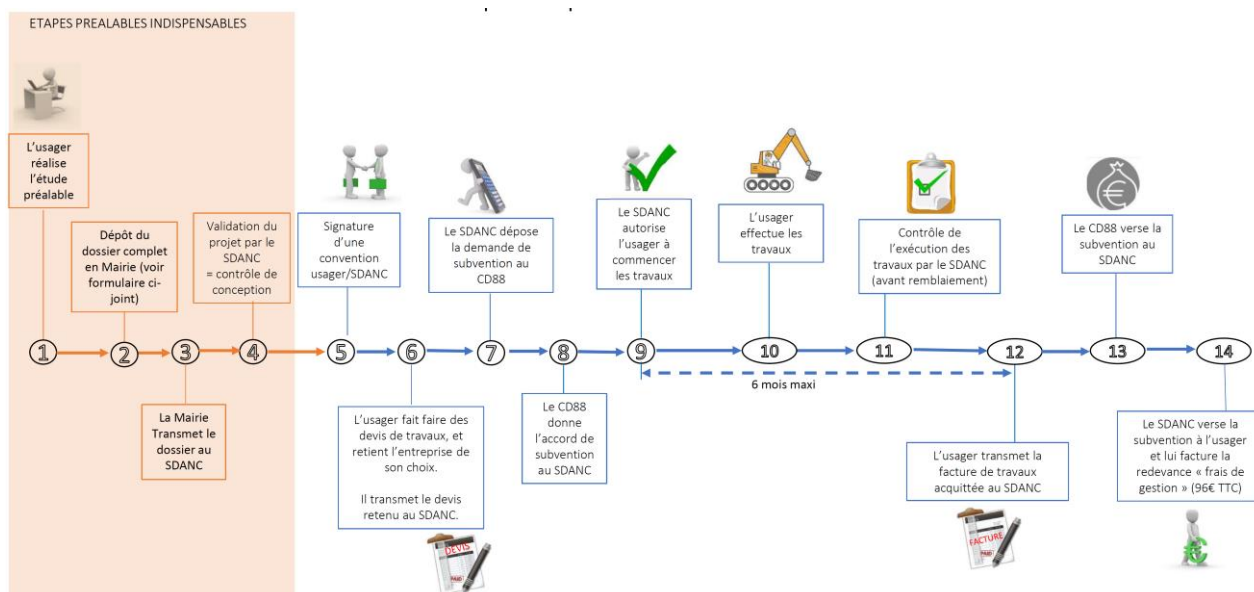 ETAPES PREALABLES INDISPENSABLES
L’usager
réalise
l’étude
préalable
Dépôt du
dossier complet
en Mairie (voir
formulaire ci-
joint)
Validation du
projet par le
SDANC
= contrôle de
conception
Signature
d’une
convention
usager/SDANC
Le SDANC dépose
la demande de
subvention au
CD88
Le SDANC
autorise
l’usager à
commencer
les travaux
L’usager
effectue les
travaux
Contrôle de
l’exécution des
travaux par le SDANC
(avant remblaiement)
Le CD88 verse la
subvention au
SDANC
1
2
3
4
5
6
7
8
9
10
11
12
13
14
6 mois maxi
La Mairie
Transmet le
dossier au
SDANC
L’usager fait faire des
devis de travaux, et
retient l’entreprise de
son choix.
Il transmet le devis
retenu au SDANC.
DEVIS
Le CD88
donne
l’accord de
subvention
au SDANC
L’usager transmet la
facture de travaux
acquittée au SDANC
FACTURE
Le SDANC verse la
subvention à l’usager
et lui facture la
redevance « frais de
gestion » (96€ TTC)